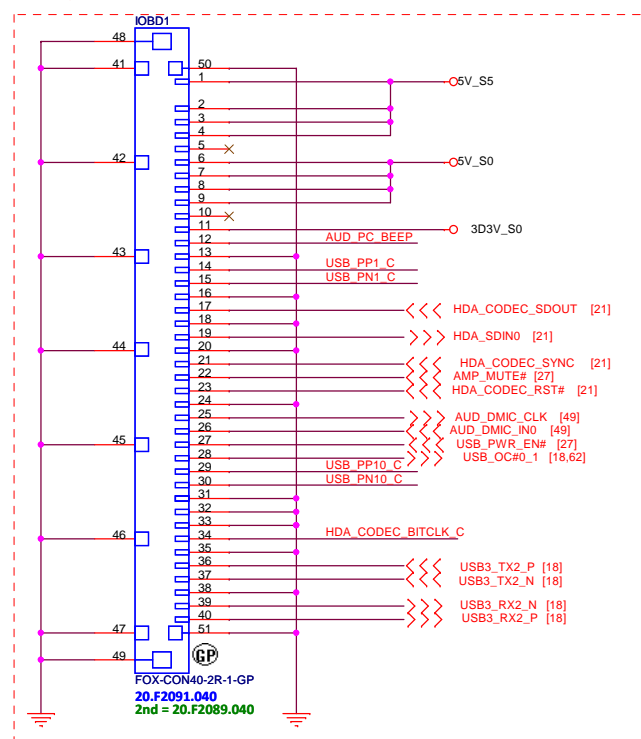 IOBD1
48
41 50
1 5V_S5
2
3
4
5
42 6 5V_S0
7
8
9
10
11 3D3V_S0
12 AUD_PC_BEEP
43 13
14 USB_PP1_C
15 USB_PN1_C
16
17 HDA_CODEC_SDOUT [21]
18
19 HDA_SDIN0 [21]
44 20
21 HDA_CODEC_SYNC [21]
22 AMP_MUTE# [27]
23 HDA_CODEC_RST# [21]
24
25 AUD_DMIC_CLK [49]
26 AUD_DMIC_IN0 [49]
45 27 USB_PWR_EN# [27]
28 USB_OC#0_1 [18,62]
29 USB_PP10_C
30 USB_PN10_C
31
32
33
46 34 HDA_CODEC_BITCLK_C
35
36 USB3_TX2_P [18]
37 USB3_TX2_N [18]
38
39 USB3_RX2_N [18]
40 USB3_RX2_P [18]
47 51
49 GP
FOX-CON40-2R-1-GP
20.F2091.040
2nd = 20.F2089.040